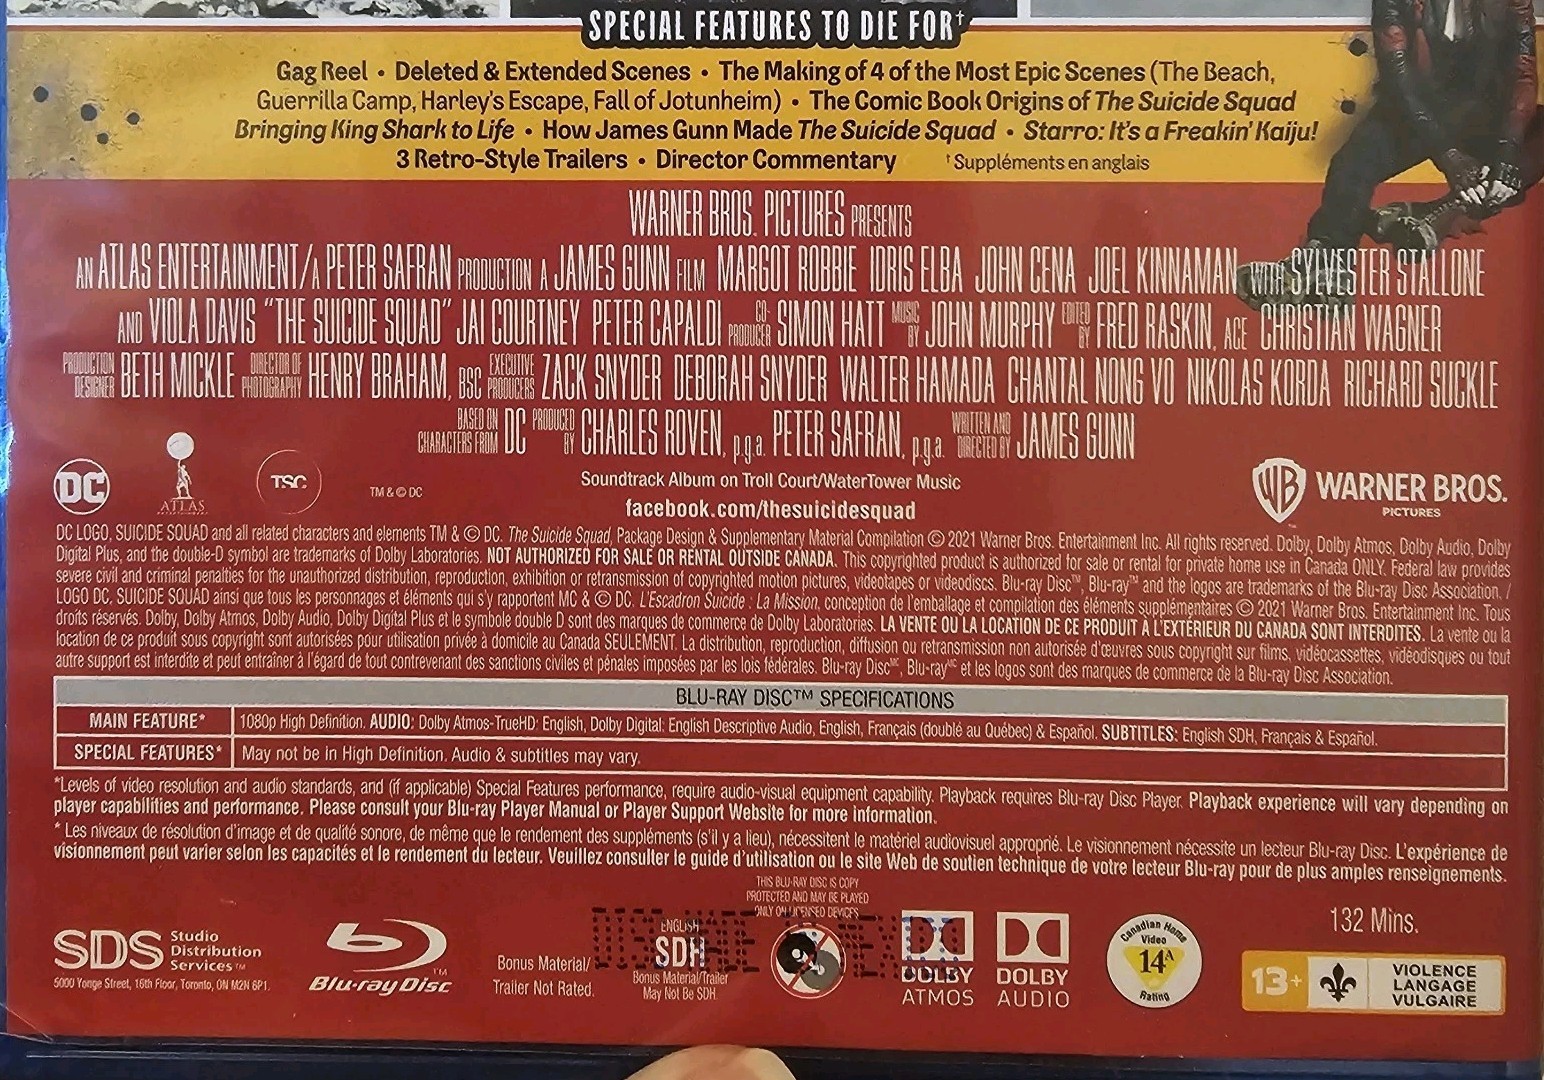 SPECIAL FEATURES TO DIE FOR†
Gag Reel • Deleted & Extended Scenes • The Making of 4 of the Most Epic Scenes (The Beach,
Guerrilla Camp, Harley's Escape, Fall of Jotunheim) • The Comic Book Origins of The Suicide Squad
Bringing King Shark to Life • How James Gunn Made The Suicide Squad • Starro: It's a Freakin' Kaiju!
3 Retro-Style Trailers • Director Commentary † Suppléments en anglais
WARNER BROS. PICTURES PRESENTS
AN ATLAS ENTERTAINMENT/A PETER SAFRAN PRODUCTION A JAMES GUNN FILM MARGOT ROBBIE IDRIS ELBA JOHN CENA JOEL KINNAMAN WITH SYLVESTER STALLONE
AND VIOLA DAVIS "THE SUICIDE SQUAD" JAI COURTNEY PETER CAPALDI CO-PRODUCER SIMON HATT MUSIC BY JOHN MURPHY EDITED BY FRED RASKIN, ACE CHRISTIAN WAGNER
PRODUCTION DESIGNER BETH MICKLE DIRECTOR OF PHOTOGRAPHY HENRY BRAHAM, BSC EXECUTIVE PRODUCERS ZACK SNYDER DEBORAH SNYDER WALTER HAMADA CHANTAL NONG VO NIKOLAS KORDA RICHARD SUCKLE
BASED ON CHARACTERS FROM DC PRODUCED BY CHARLES ROVEN, p.g.a. PETER SAFRAN, p.g.a. WRITTEN AND DIRECTED BY JAMES GUNN
DC
ATLAS
ENTERTAINMENT
TSC
TM & © DC
Soundtrack Album on Troll Court/WaterTower Music
facebook.com/thesuicidesquad
WB WARNER BROS.
PICTURES
DC LOGO, SUICIDE SQUAD and all related characters and elements TM & © DC. The Suicide Squad, Package Design & Supplementary Material Compilation © 2021 Warner Bros. Entertainment Inc. All rights reserved. Dolby, Dolby Atmos, Dolby Audio, Dolby
Digital Plus, and the double-D symbol are trademarks of Dolby Laboratories. NOT AUTHORIZED FOR SALE OR RENTAL OUTSIDE CANADA. This copyrighted product is authorized for sale or rental for private home use in Canada ONLY. Federal law provides
severe civil and criminal penalties for the unauthorized distribution, reproduction, exhibition or retransmission of copyrighted motion pictures, videotapes or videodiscs. Blu-ray Disc™, Blu-ray™ and the logos are trademarks of the Blu-ray Disc Association. /
LOGO DC, SUICIDE SQUAD ainsi que tous les personnages et éléments qui s'y rapportent MC & © DC. L'Escadron Suicide : La Mission, conception de l'emballage et compilation des éléments supplémentaires © 2021 Warner Bros. Entertainment Inc. Tous
droits réservés. Dolby, Dolby Atmos, Dolby Audio, Dolby Digital Plus et le symbole double D sont des marques de commerce de Dolby Laboratories. LA VENTE OU LA LOCATION DE CE PRODUIT À L'EXTÉRIEUR DU CANADA SONT INTERDITES. La vente ou la
location de ce produit sous copyright sont autorisées pour utilisation privée à domicile au Canada SEULEMENT. La distribution, reproduction, diffusion ou retransmission non autorisée d'œuvres sous copyright sur films, vidéocassettes, vidéodisques ou tout
autre support est interdite et peut entraîner à l'égard de tout contrevenant des sanctions civiles et pénales imposées par les lois fédérales. Blu-ray Disc MC, Blu-ray MC et les logos sont des marques de commerce de la Blu-ray Disc Association.
BLU-RAY DISC™ SPECIFICATIONS
MAIN FEATURE* 1080p High Definition. AUDIO: Dolby Atmos-TrueHD: English, Dolby Digital: English Descriptive Audio, English, Français (doublé au Québec) & Español. SUBTITLES: English SDH, Français & Español.
SPECIAL FEATURES* May not be in High Definition. Audio & subtitles may vary.
*Levels of video resolution and audio standards, and (if applicable) Special Features performance, require audio-visual equipment capability. Playback requires Blu-ray Disc Player. Playback experience will vary depending on
player capabilities and performance. Please consult your Blu-ray Player Manual or Player Support Website for more information.
* Les niveaux de résolution d'image et de qualité sonore, de même que le rendement des suppléments (s'il y a lieu), nécessitent le matériel audiovisuel approprié. Le visionnement nécessite un lecteur Blu-ray Disc. L'expérience de
visionnement peut varier selon les capacités et le rendement du lecteur. Veuillez consulter le guide d'utilisation ou le site Web de soutien technique de votre lecteur Blu-ray pour de plus amples renseignements.
THIS BLU-RAY DISC IS COPY
PROTECTED AND MAY BE PLAYED
ONLY ON LICENSED DEVICES
SDS Studio
Distribution
Services™
5000 Yonge Street, 16th Floor, Toronto, ON M2N 6P1.
Blu-ray Disc™
Bonus Material/
Trailer Not Rated.
ENGLISH
SDH
Bonus Material/Trailer
May Not Be SDH.
DOLBY
ATMOS
DOLBY
AUDIO
Canadian Home
Video
14A
Rating
132 Mins.
13+
VIOLENCE
LANGAGE
VULGAIRE